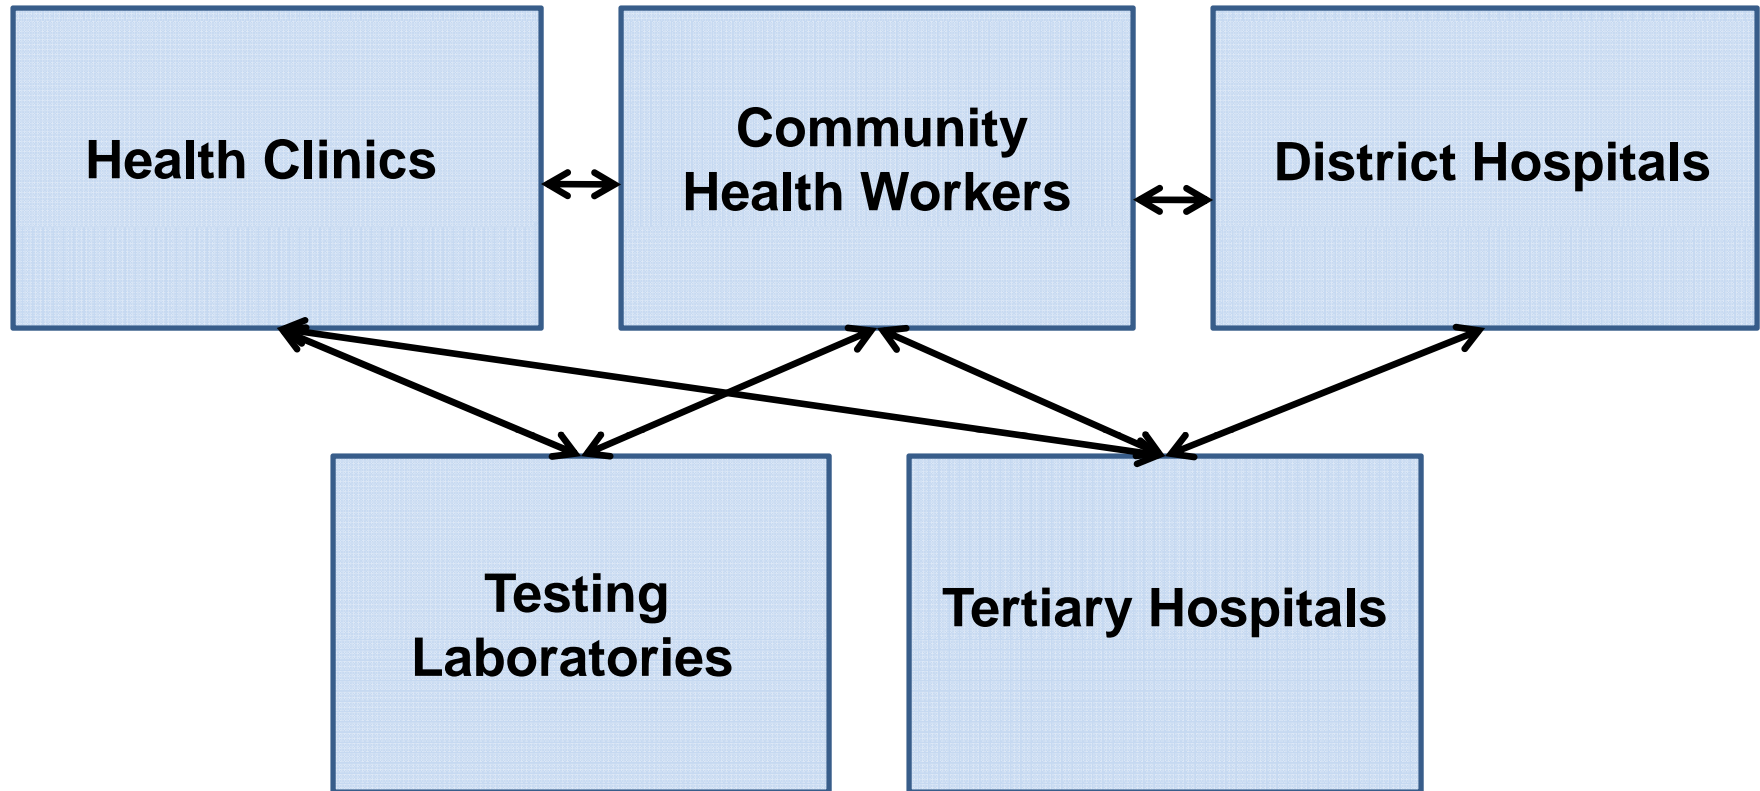 Health Clinics
Community
Health Workers
District Hospitals
Testing
Laboratories
Tertiary Hospitals